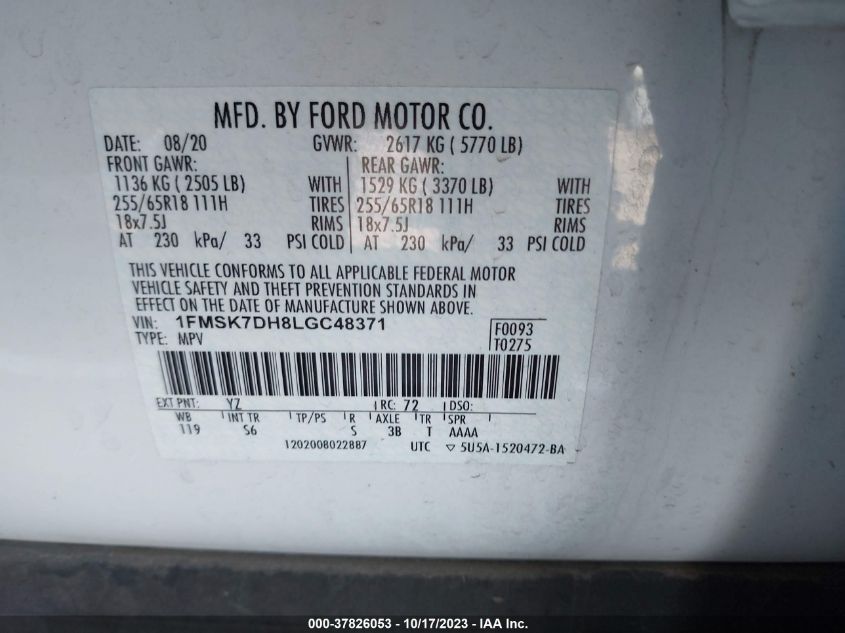 MFD. BY FORD MOTOR CO.
DATE: 08/20 GVWR: 2617 KG ( 5770 LB)
FRONT GAWR: REAR GAWR:
1136 KG ( 2505 LB) WITH 1529 KG ( 3370 LB) WITH
255/65R18 111H TIRES 255/65R18 111H TIRES
18x7.5J RIMS 18x7.5J RIMS
AT 230 kPa/ 33 PSI COLD AT 230 kPa/ 33 PSI COLD
THIS VEHICLE CONFORMS TO ALL APPLICABLE FEDERAL MOTOR
VEHICLE SAFETY AND THEFT PREVENTION STANDARDS IN
EFFECT ON THE DATE OF MANUFACTURE SHOWN ABOVE.
VIN: 1FMSK7DH8LGC48371 F0093
TYPE: MPV T0275
EXT PNT: YZ RC: 72 DSO:
WB INT TR TP/PS R AXLE TR SPR
119 S6 S 3B T AAAA
1202008022887 UTC ▽ 5U5A-1520472-BA
000-37826053 - 10/17/2023 - IAA Inc.